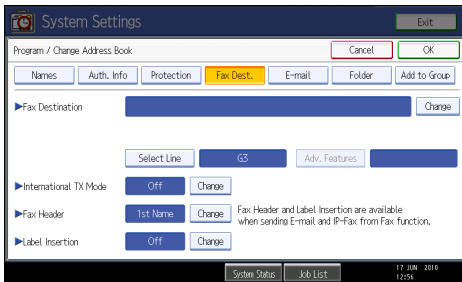 System Settings Exit
Program / Change Address Book Cancel OK
Names Auth. Info Protection Fax Dest. E-mail Folder Add to Group
▶Fax Destination Change
Select Line G3 Adv. Features
▶International TX Mode Off Change
▶Fax Header 1st Name Change Fax Header and Label Insertion are available
when sending E-mail and IP-Fax from Fax function.
▶Label Insertion Off Change
System Status Job List 17 JUN 2010
12:56